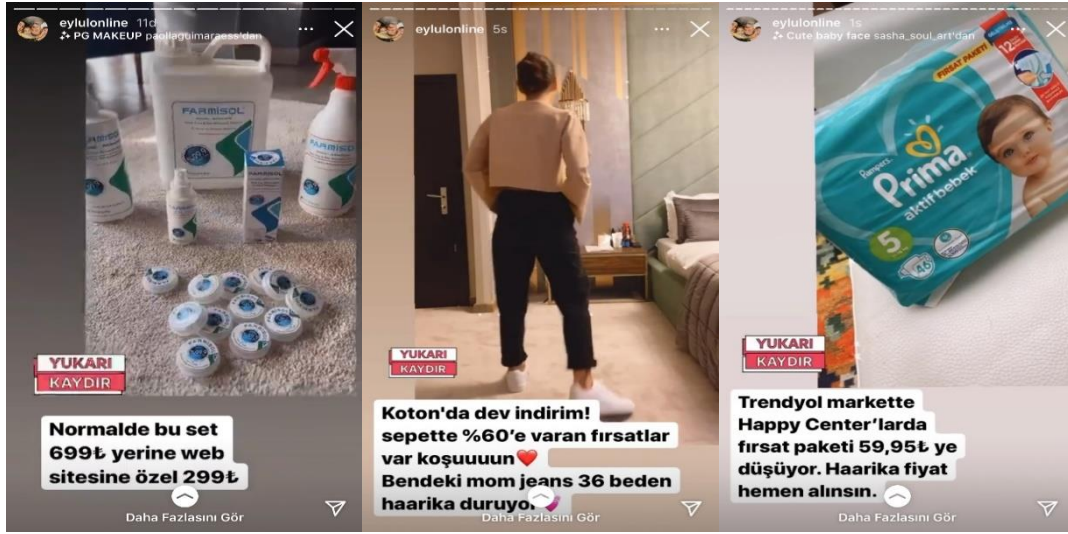 eylulonline 11d
PG MAKEUP paollaguimaraess'dan
FARMiSOL
FARMiSOL
YUKARI
KAYDIR
Normalde bu set
699₺ yerine web
sitesine özel 299₺
Daha Fazlasını Gör
eylulonline 5s
YUKARI
KAYDIR
Koton'da dev indirim!
sepette %60’e varan fırsatlar
var koşuuuun❤️
Bendeki mom jeans 36 beden
haarika duruyor
Daha Fazlasını Gör
eylulonline 1s
Cute baby face sasha_soul_art'dan
FIRSAT PAKETİ
12
Pampers
Prima
aktif bebek
5
46
YUKARI
KAYDIR
Trendyol markette
Happy Center’larda
fırsat paketi 59,95₺ ye
düşüyor. Haarika fiyat
hemen alınsın.
Daha Fazlasını Gör